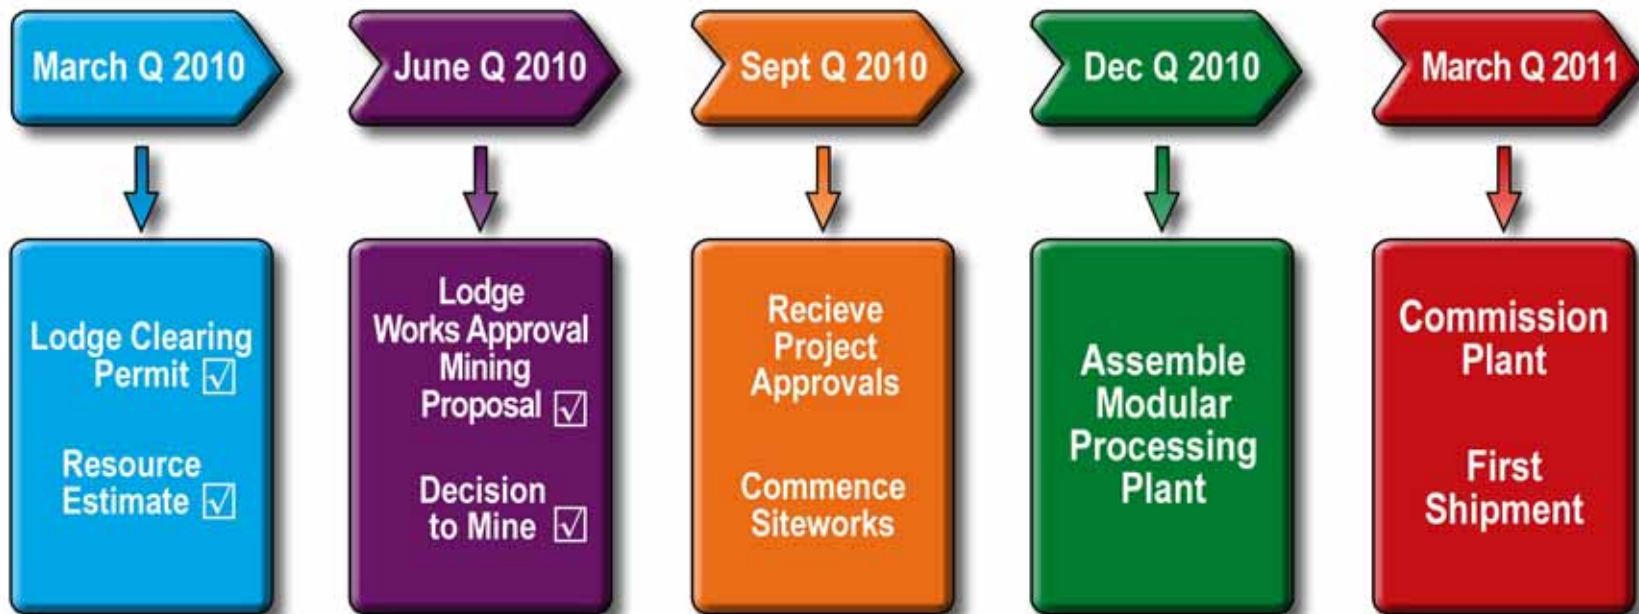 March Q 2010
June Q 2010
Sept Q 2010
Dec Q 2010
March Q 2011
Lodge Clearing
Permit ☑
Resource
Estimate ☑
Lodge
Works Approval
Mining
Proposal ☑
Decision
to Mine ☑
Recieve
Project
Approvals
Commence
Siteworks
Assemble
Modular
Processing
Plant
Commission
Plant
First
Shipment